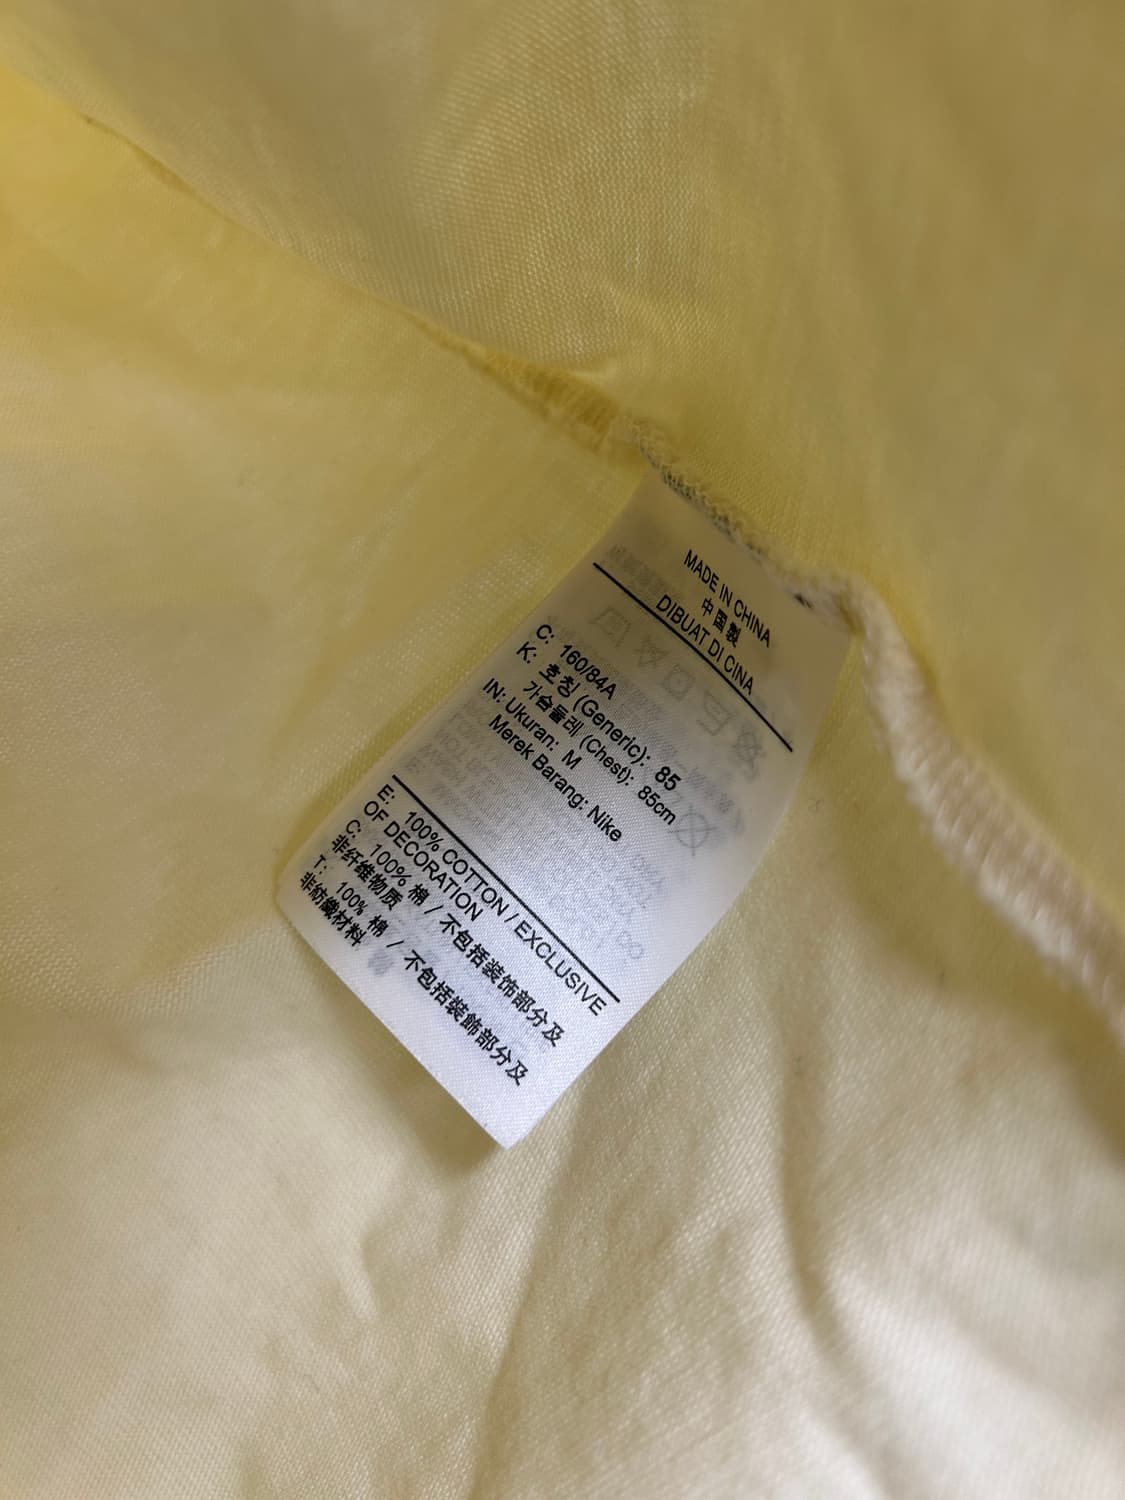 MADE IN CHINA
中国製
DIBUAT DI CINA
C: 160/84A
K: 호칭 (Generic): 85
가슴둘레 (Chest): 85cm
IN: Ukuran: M
Merek Barang: Nike
E: 100% COTTON / EXCLUSIVE
OF DECORATION
C: 100% 棉 / 不包括装饰部分及
非纤维物质
T: 100% 棉 / 不包括裝飾部分及
非紡織材料